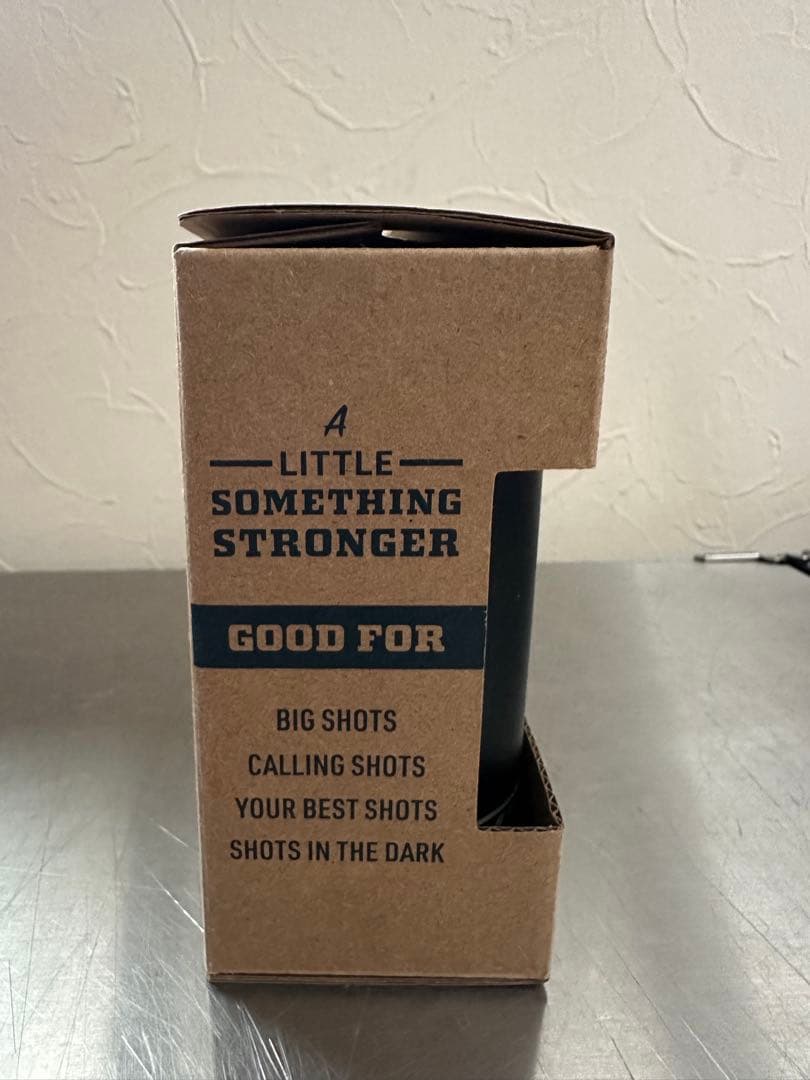 A
LITTLE
SOMETHING
STRONGER
GOOD FOR
BIG SHOTS
CALLING SHOTS
YOUR BEST SHOTS
SHOTS IN THE DARK